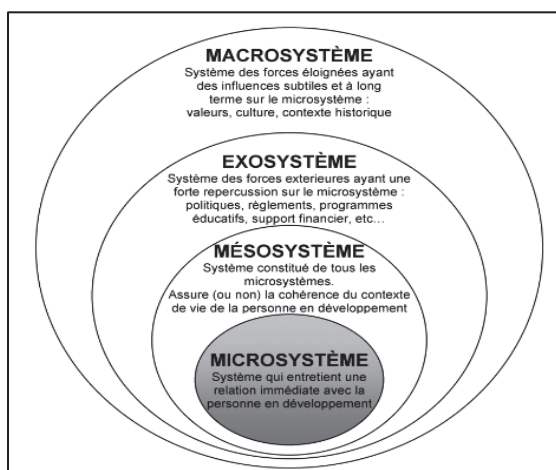 MACROSYSTÈME
Système des forces éloignées ayant
des influences subtiles et à long
terme sur le microsystème :
valeurs, culture, contexte historique
EXOSYSTÈME
Système des forces exterieures ayant une
forte repercussion sur le microsystème :
politiques, règlements, programmes
éducatifs, support financier, etc...
MÉSOSYSTÈME
Système constitué de tous les
microsystèmes.
Assure (ou non) la cohérence du contexte
de vie de la personne en développement
MICROSYSTÈME
Système qui entretient une
relation immédiate avec la
personne en développement